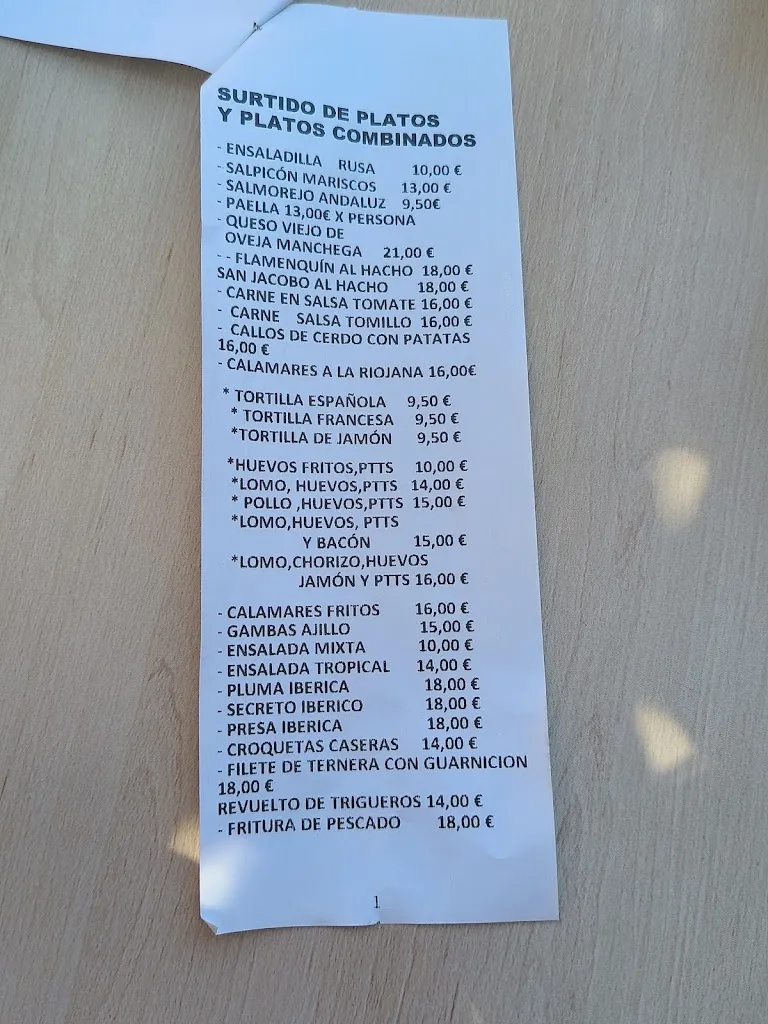 SURTIDO DE PLATOS
Y PLATOS COMBINADOS
- ENSALADILLA RUSA 10,00 €
- SALPICÓN MARISCOS 13,00 €
- SALMOREJO ANDALUZ 9,50€
- PAELLA 13,00€ X PERSONA
- QUESO VIEJO DE
OVEJA MANCHEGA 21,00 €
- - FLAMENQUÍN AL HACHO 18,00 €
SAN JACOBO AL HACHO 18,00 €
- CARNE EN SALSA TOMATE 16,00 €
- CARNE SALSA TOMILLO 16,00 €
- CALLOS DE CERDO CON PATATAS
16,00 €
- CALAMARES A LA RIOJANA 16,00€
* TORTILLA ESPAÑOLA 9,50 €
* TORTILLA FRANCESA 9,50 €
*TORTILLA DE JAMÓN 9,50 €
*HUEVOS FRITOS,PTTS 10,00 €
*LOMO, HUEVOS,PTTS 14,00 €
* POLLO ,HUEVOS,PTTS 15,00 €
*LOMO,HUEVOS, PTTS
Y BACÓN 15,00 €
*LOMO,CHORIZO,HUEVOS
JAMÓN Y PTTS 16,00 €
- CALAMARES FRITOS 16,00 €
- GAMBAS AJILLO 15,00 €
- ENSALADA MIXTA 10,00 €
- ENSALADA TROPICAL 14,00 €
- PLUMA IBERICA 18,00 €
- SECRETO IBERICO 18,00 €
- PRESA IBERICA 18,00 €
- CROQUETAS CASERAS 14,00 €
- FILETE DE TERNERA CON GUARNICION
18,00 €
REVUELTO DE TRIGUEROS 14,00 €
- FRITURA DE PESCADO 18,00 €
1